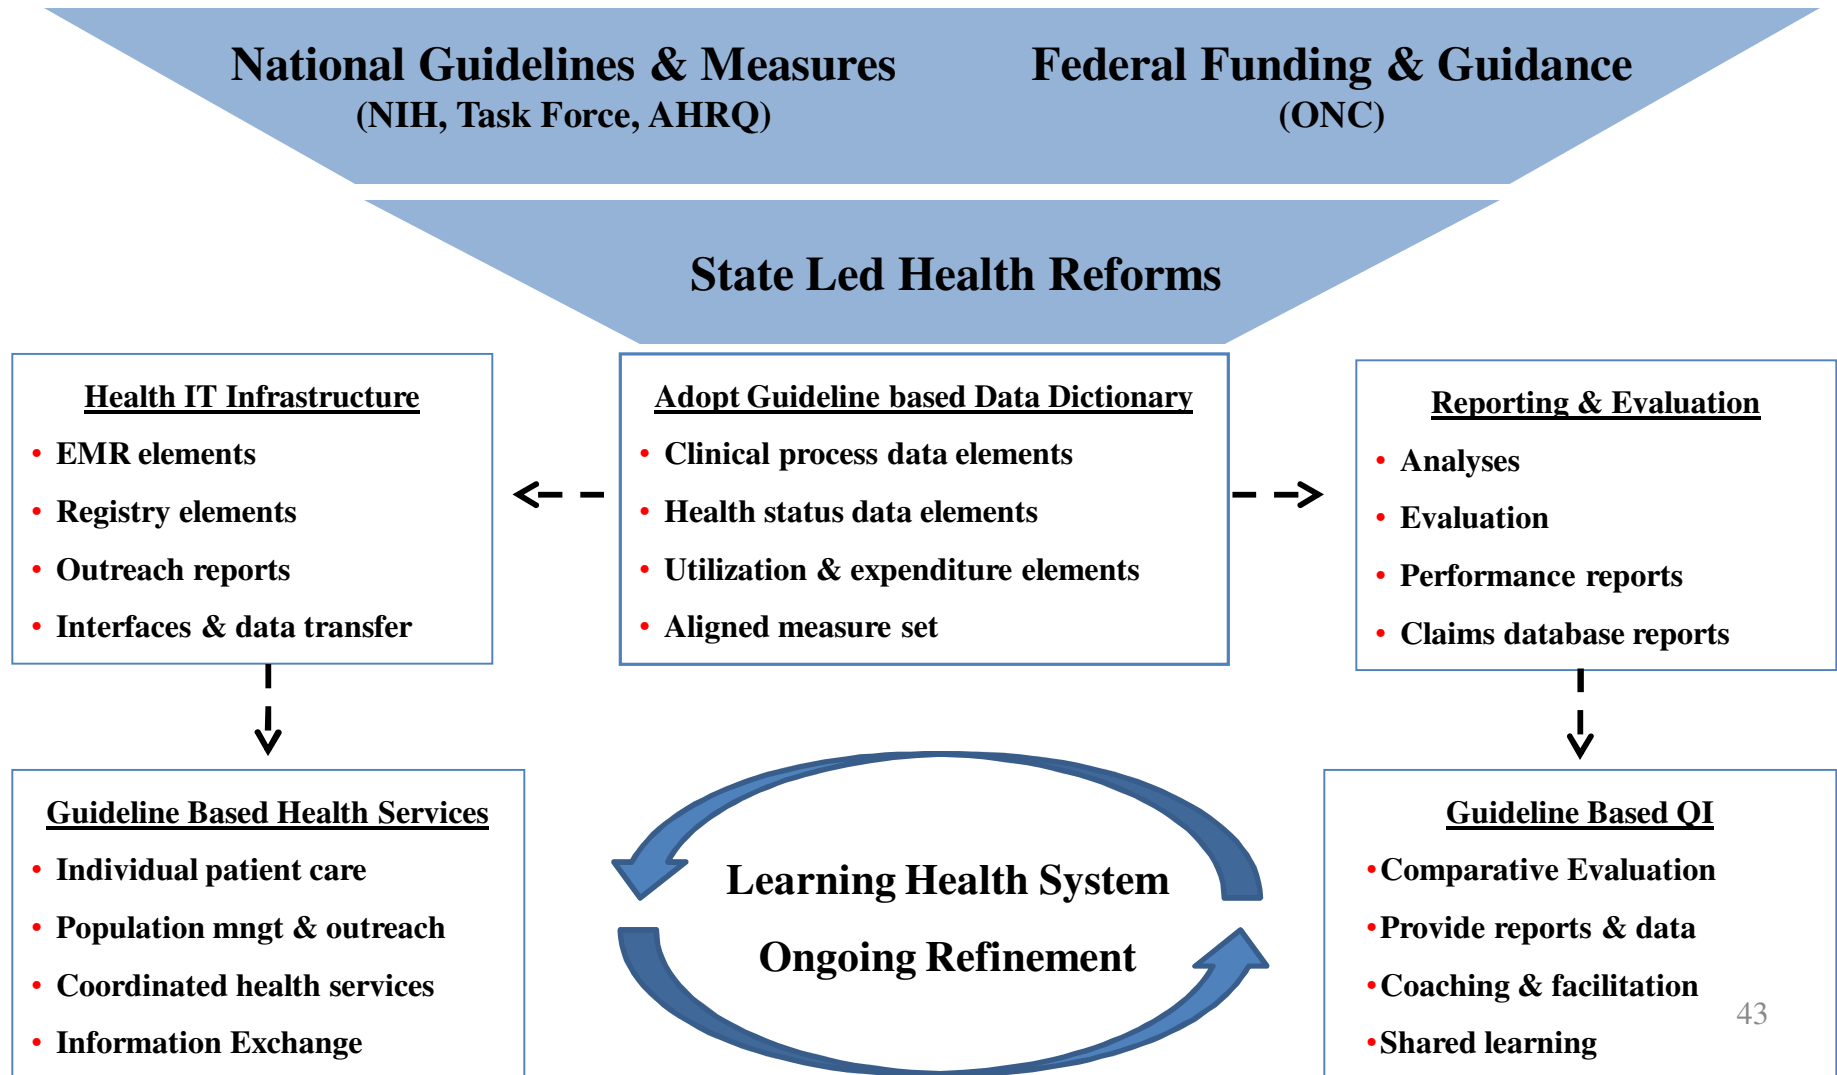 National Guidelines & Measures
(NIH, Task Force, AHRQ)
Federal Funding & Guidance
(ONC)
State Led Health Reforms
Health IT Infrastructure
• EMR elements
• Registry elements
• Outreach reports
• Interfaces & data transfer
Adopt Guideline based Data Dictionary
• Clinical process data elements
• Health status data elements
• Utilization & expenditure elements
• Aligned measure set
Reporting & Evaluation
• Analyses
• Evaluation
• Performance reports
• Claims database reports
Guideline Based Health Services
• Individual patient care
• Population mngt & outreach
• Coordinated health services
• Information Exchange
Learning Health System
Ongoing Refinement
Guideline Based QI
•Comparative Evaluation
•Provide reports & data
•Coaching & facilitation
•Shared learning
43